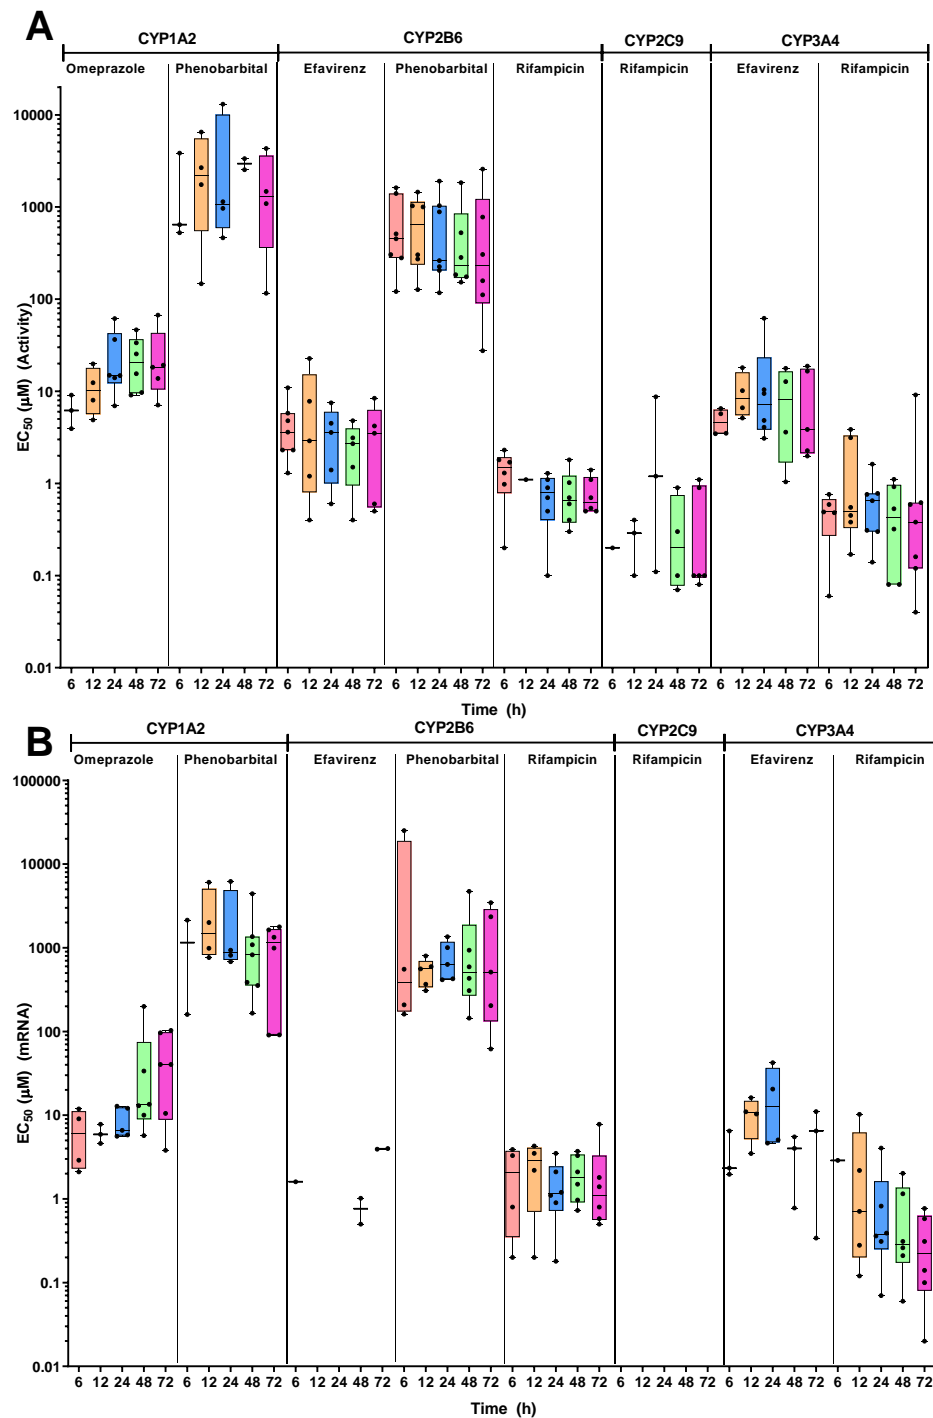 A
CYP1A2 CYP2B6 CYP2C9 CYP3A4
Omeprazole Phenobarbital Efavirenz Phenobarbital Rifampicin Rifampicin Efavirenz Rifampicin
EC50 (µM) (Activity)
10000
1000
100
10
1
0.1
0.01
6 12 24 48 72 6 12 24 48 72 6 12 24 48 72 6 12 24 48 72 6 12 24 48 72 6 12 24 48 72 6 12 24 48 72 6 12 24 48 72
Time (h)
B
CYP1A2 CYP2B6 CYP2C9 CYP3A4
Omeprazole Phenobarbital Efavirenz Phenobarbital Rifampicin Rifampicin Efavirenz Rifampicin
EC50 (µM) (mRNA)
100000
10000
1000
100
10
1
0.1
0.01
6 12 24 48 72 6 12 24 48 72 6 12 24 48 72 6 12 24 48 72 6 12 24 48 72 6 12 24 48 72 6 12 24 48 72 6 12 24 48 72
Time (h)